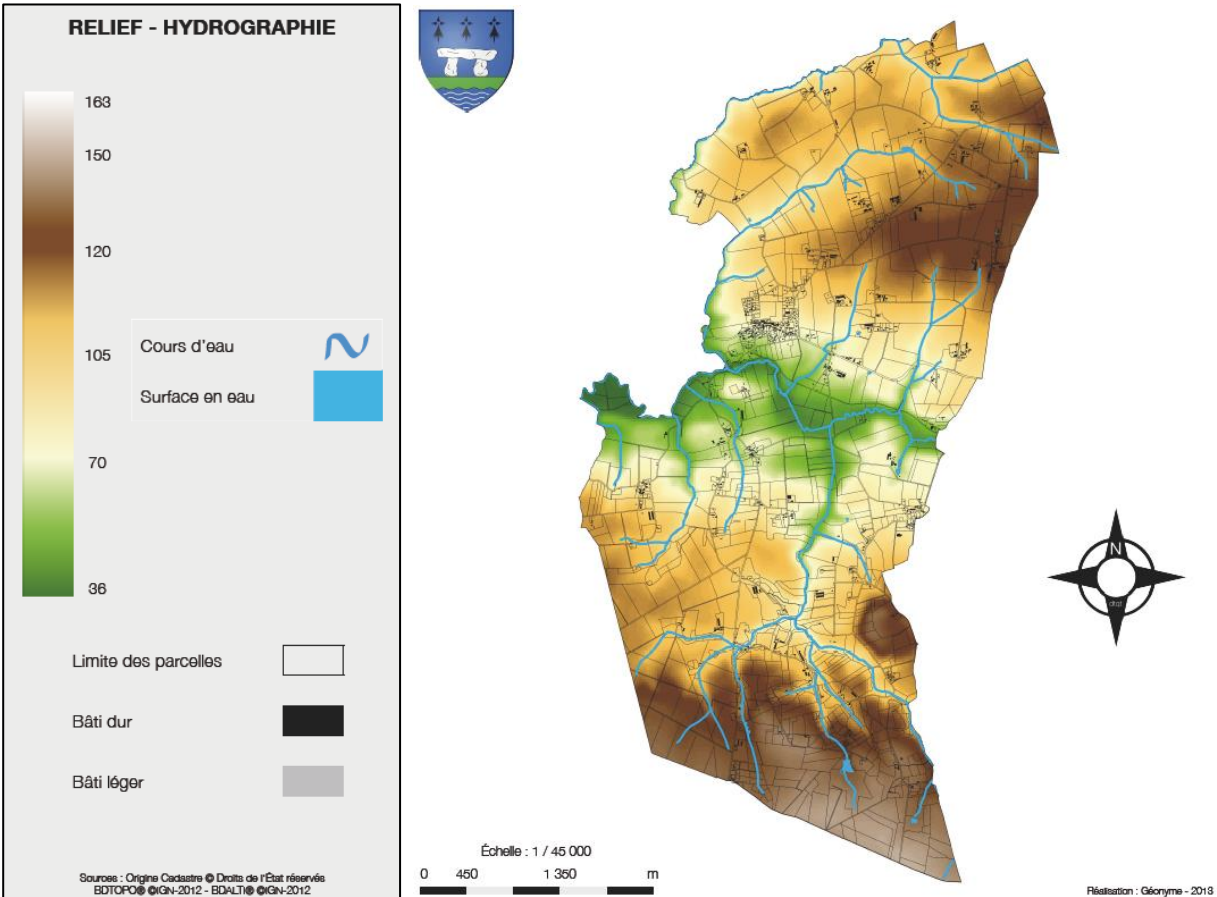 RELIEF - HYDROGRAPHIE
163
150
120
105
70
36
Cours d'eau
Surface en eau
Limite des parcelles
Bâti dur
Bâti léger
Sources : Origine Cadastre © Droits de l'État réservés
BDTOPO® ©IGN-2012 - BDALTI® ©IGN-2012
N
Échelle : 1 / 45 000
0 450 1 350 m
Réalisation : Géonyme - 2013